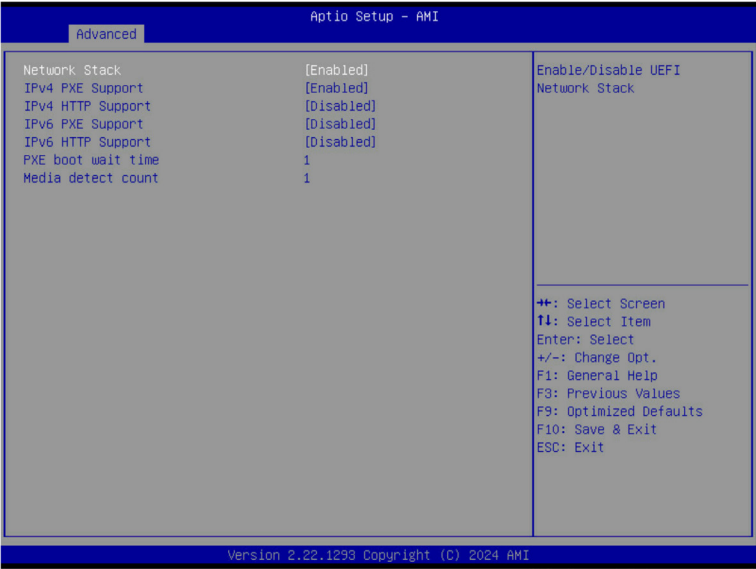 Aptio Setup – AMI
Advanced
Network Stack [Enabled]
IPv4 PXE Support [Enabled]
IPv4 HTTP Support [Disabled]
IPv6 PXE Support [Disabled]
IPv6 HTTP Support [Disabled]
PXE boot wait time 1
Media detect count 1
Enable/Disable UEFI
Network Stack
→←: Select Screen
↑↓: Select Item
Enter: Select
+/–: Change Opt.
F1: General Help
F3: Previous Values
F9: Optimized Defaults
F10: Save & Exit
ESC: Exit
Version 2.22.1293 Copyright (C) 2024 AMI